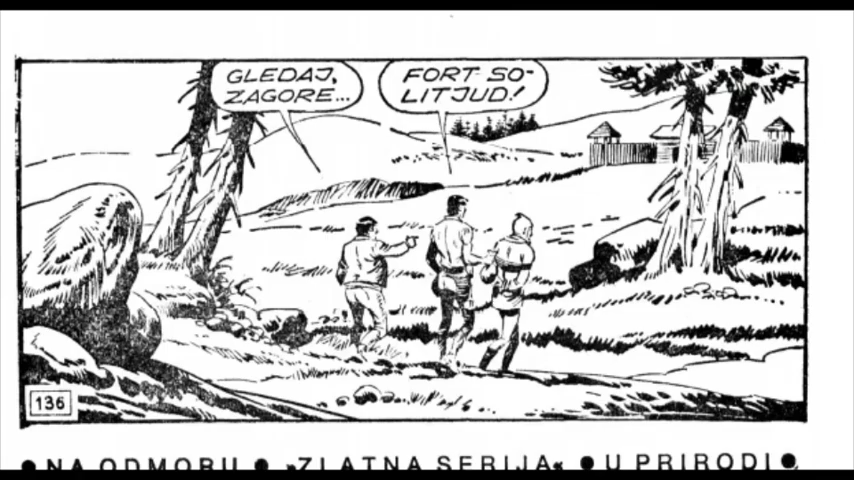 GLEDAJ,
ZAGORE...
FORT SO-
LITJUD!
136
● NA ODMORU ● »ZLATNA SERIJA« ● U PRIRODI ●